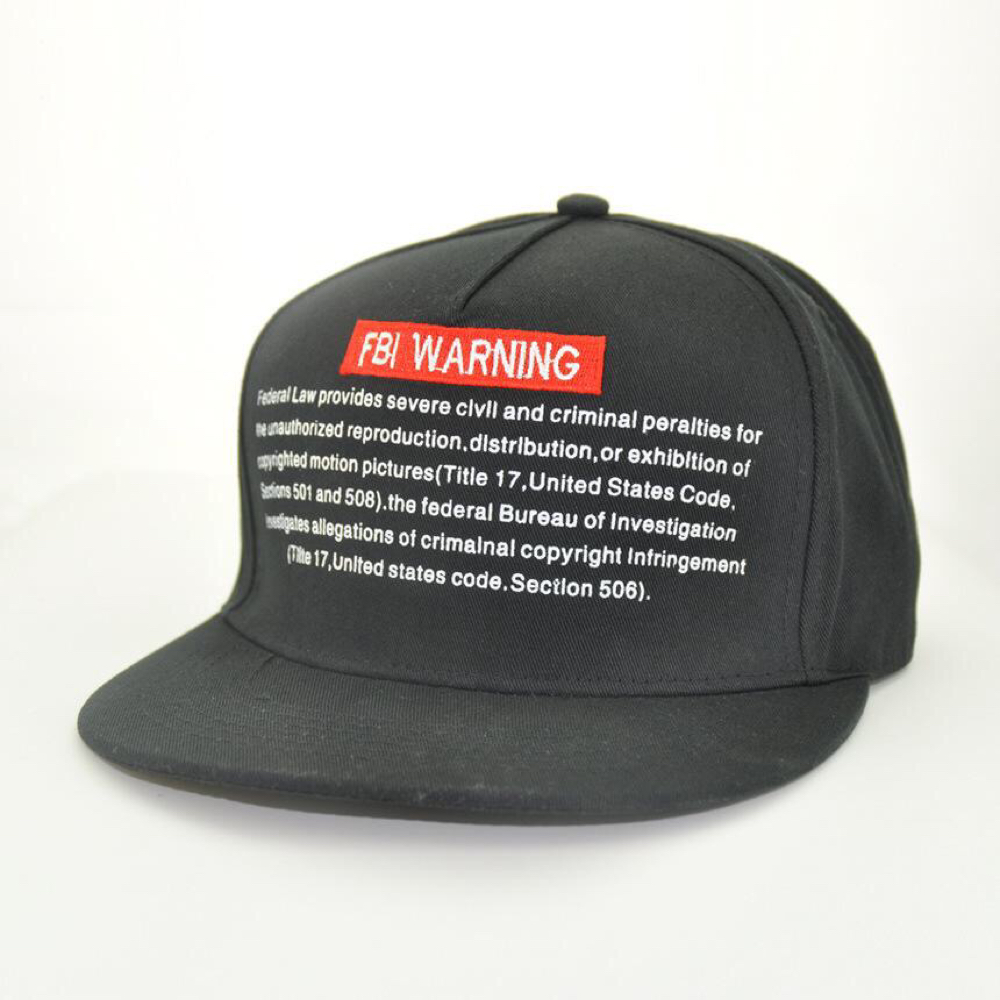 FBI WARNING
Federal Law provides severe civil and criminal peralties for
the unauthorized reproduction,distribution,or exhibition of
copyrighted motion pictures(Title 17,United States Code,
Sections 501 and 508).the federal Bureau of Investigation
investigates allegations of crimainal copyright Infringement
(Title 17,United states code.Section 506).